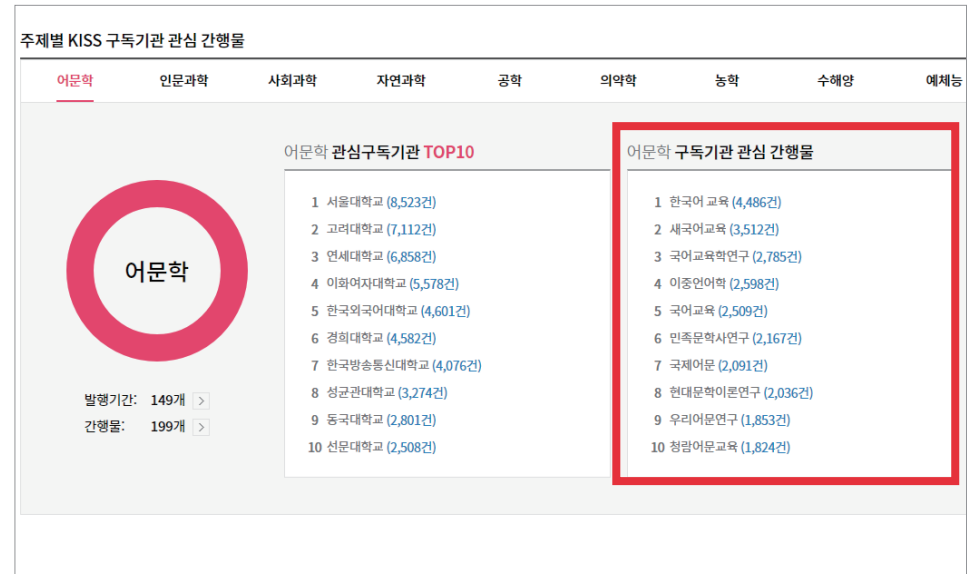 주제별 KISS 구독기관 관심 간행물
어문학 인문과학 사회과학 자연과학 공학 의약학 농학 수해양 예체능
어문학
발행기간: 149개
간행물: 199개
어문학 관심구독기관 TOP10
1 서울대학교 (8,523건)
2 고려대학교 (7,112건)
3 연세대학교 (6,858건)
4 이화여자대학교 (5,578건)
5 한국외국어대학교 (4,601건)
6 경희대학교 (4,582건)
7 한국방송통신대학교 (4,076건)
8 성균관대학교 (3,274건)
9 동국대학교 (2,801건)
10 선문대학교 (2,508건)
어문학 구독기관 관심 간행물
1 한국어 교육 (4,486건)
2 새국어교육 (3,512건)
3 국어교육학연구 (2,785건)
4 이중언어학 (2,598건)
5 국어교육 (2,509건)
6 민족문학사연구 (2,167건)
7 국제어문 (2,091건)
8 현대문학이론연구 (2,036건)
9 우리어문연구 (1,853건)
10 청람어문교육 (1,824건)